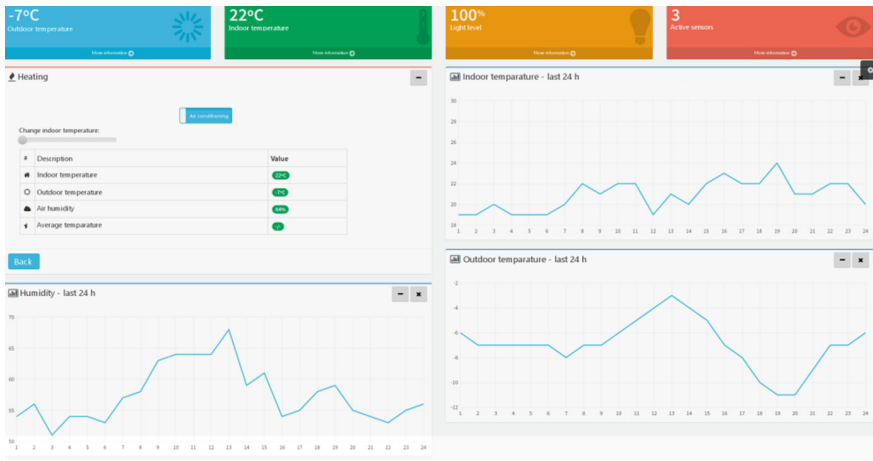 -7ºC
Outdoor temperature
More information
22ºC
Indoor temperature
More information
100%
Light level
More information
3
Active sensors
More information
Heating
Air conditioning
Change indoor temperature:
# Description Value
Indoor temperature 22ºC
Outdoor temperature -7ºC
Air humidity 64%
Average temparature
Back
Humidity - last 24 h
70
65
60
55
50
1 2 3 4 5 6 7 8 9 10 11 12 13 14 15 16 17 18 19 20 21 22 23 24
Indoor temparature - last 24 h
30
28
26
24
22
20
18
1 2 3 4 5 6 7 8 9 10 11 12 13 14 15 16 17 18 19 20 21 22 23 24
Outdoor temparature - last 24 h
-2
-4
-6
-8
-10
-12
1 2 3 4 5 6 7 8 9 10 11 12 13 14 15 16 17 18 19 20 21 22 23 24